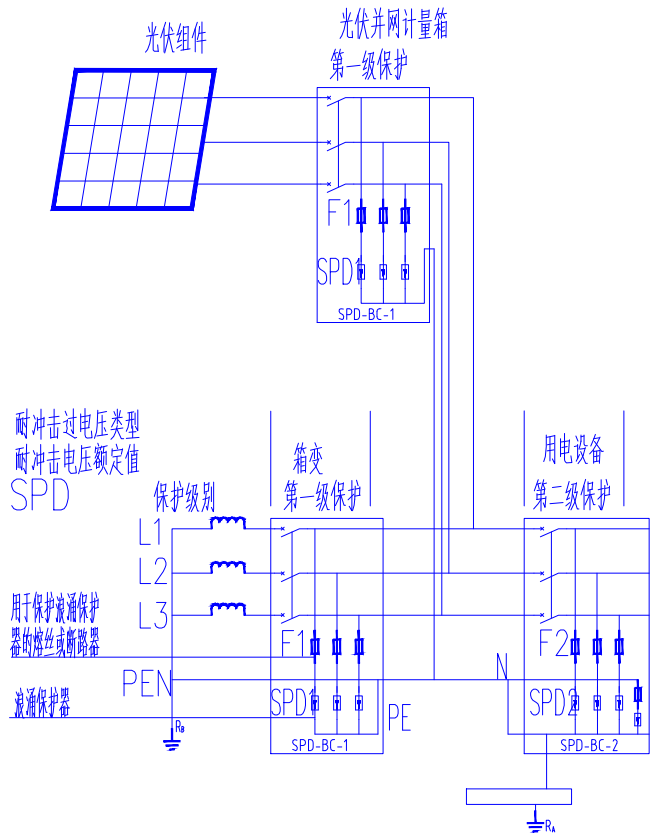 光伏组件
光伏并网计量箱
第一级保护
F1
SPD1
SPD-BC-1
耐冲击过电压类型
耐冲击电压额定值
SPD
保护级别
箱变
第一级保护
用电设备
第二级保护
L1
L2
L3
用于保护浪涌保护
器的熔丝或断路器
F1
F2
PEN
N
浪涌保护器
SPD1
PE
SPD2
RB
SPD-BC-1
SPD-BC-2
RA